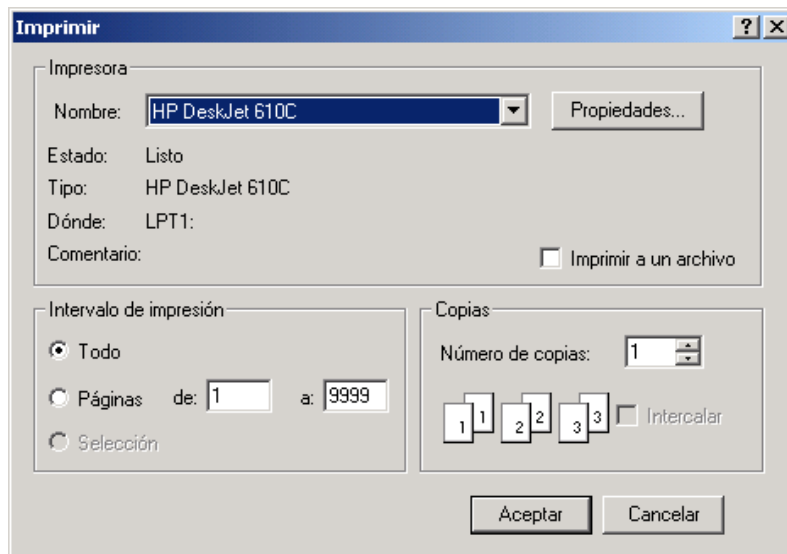 Imprimir
Impresora
Nombre: HP DeskJet 610C Propiedades...
Estado: Listo
Tipo: HP DeskJet 610C
Dónde: LPT1:
Comentario: Imprimir a un archivo
Intervalo de impresión
Todo
Páginas de: 1 a: 9999
Selección
Copias
Número de copias: 1
1 1 2 2 3 3 Intercalar
Aceptar Cancelar